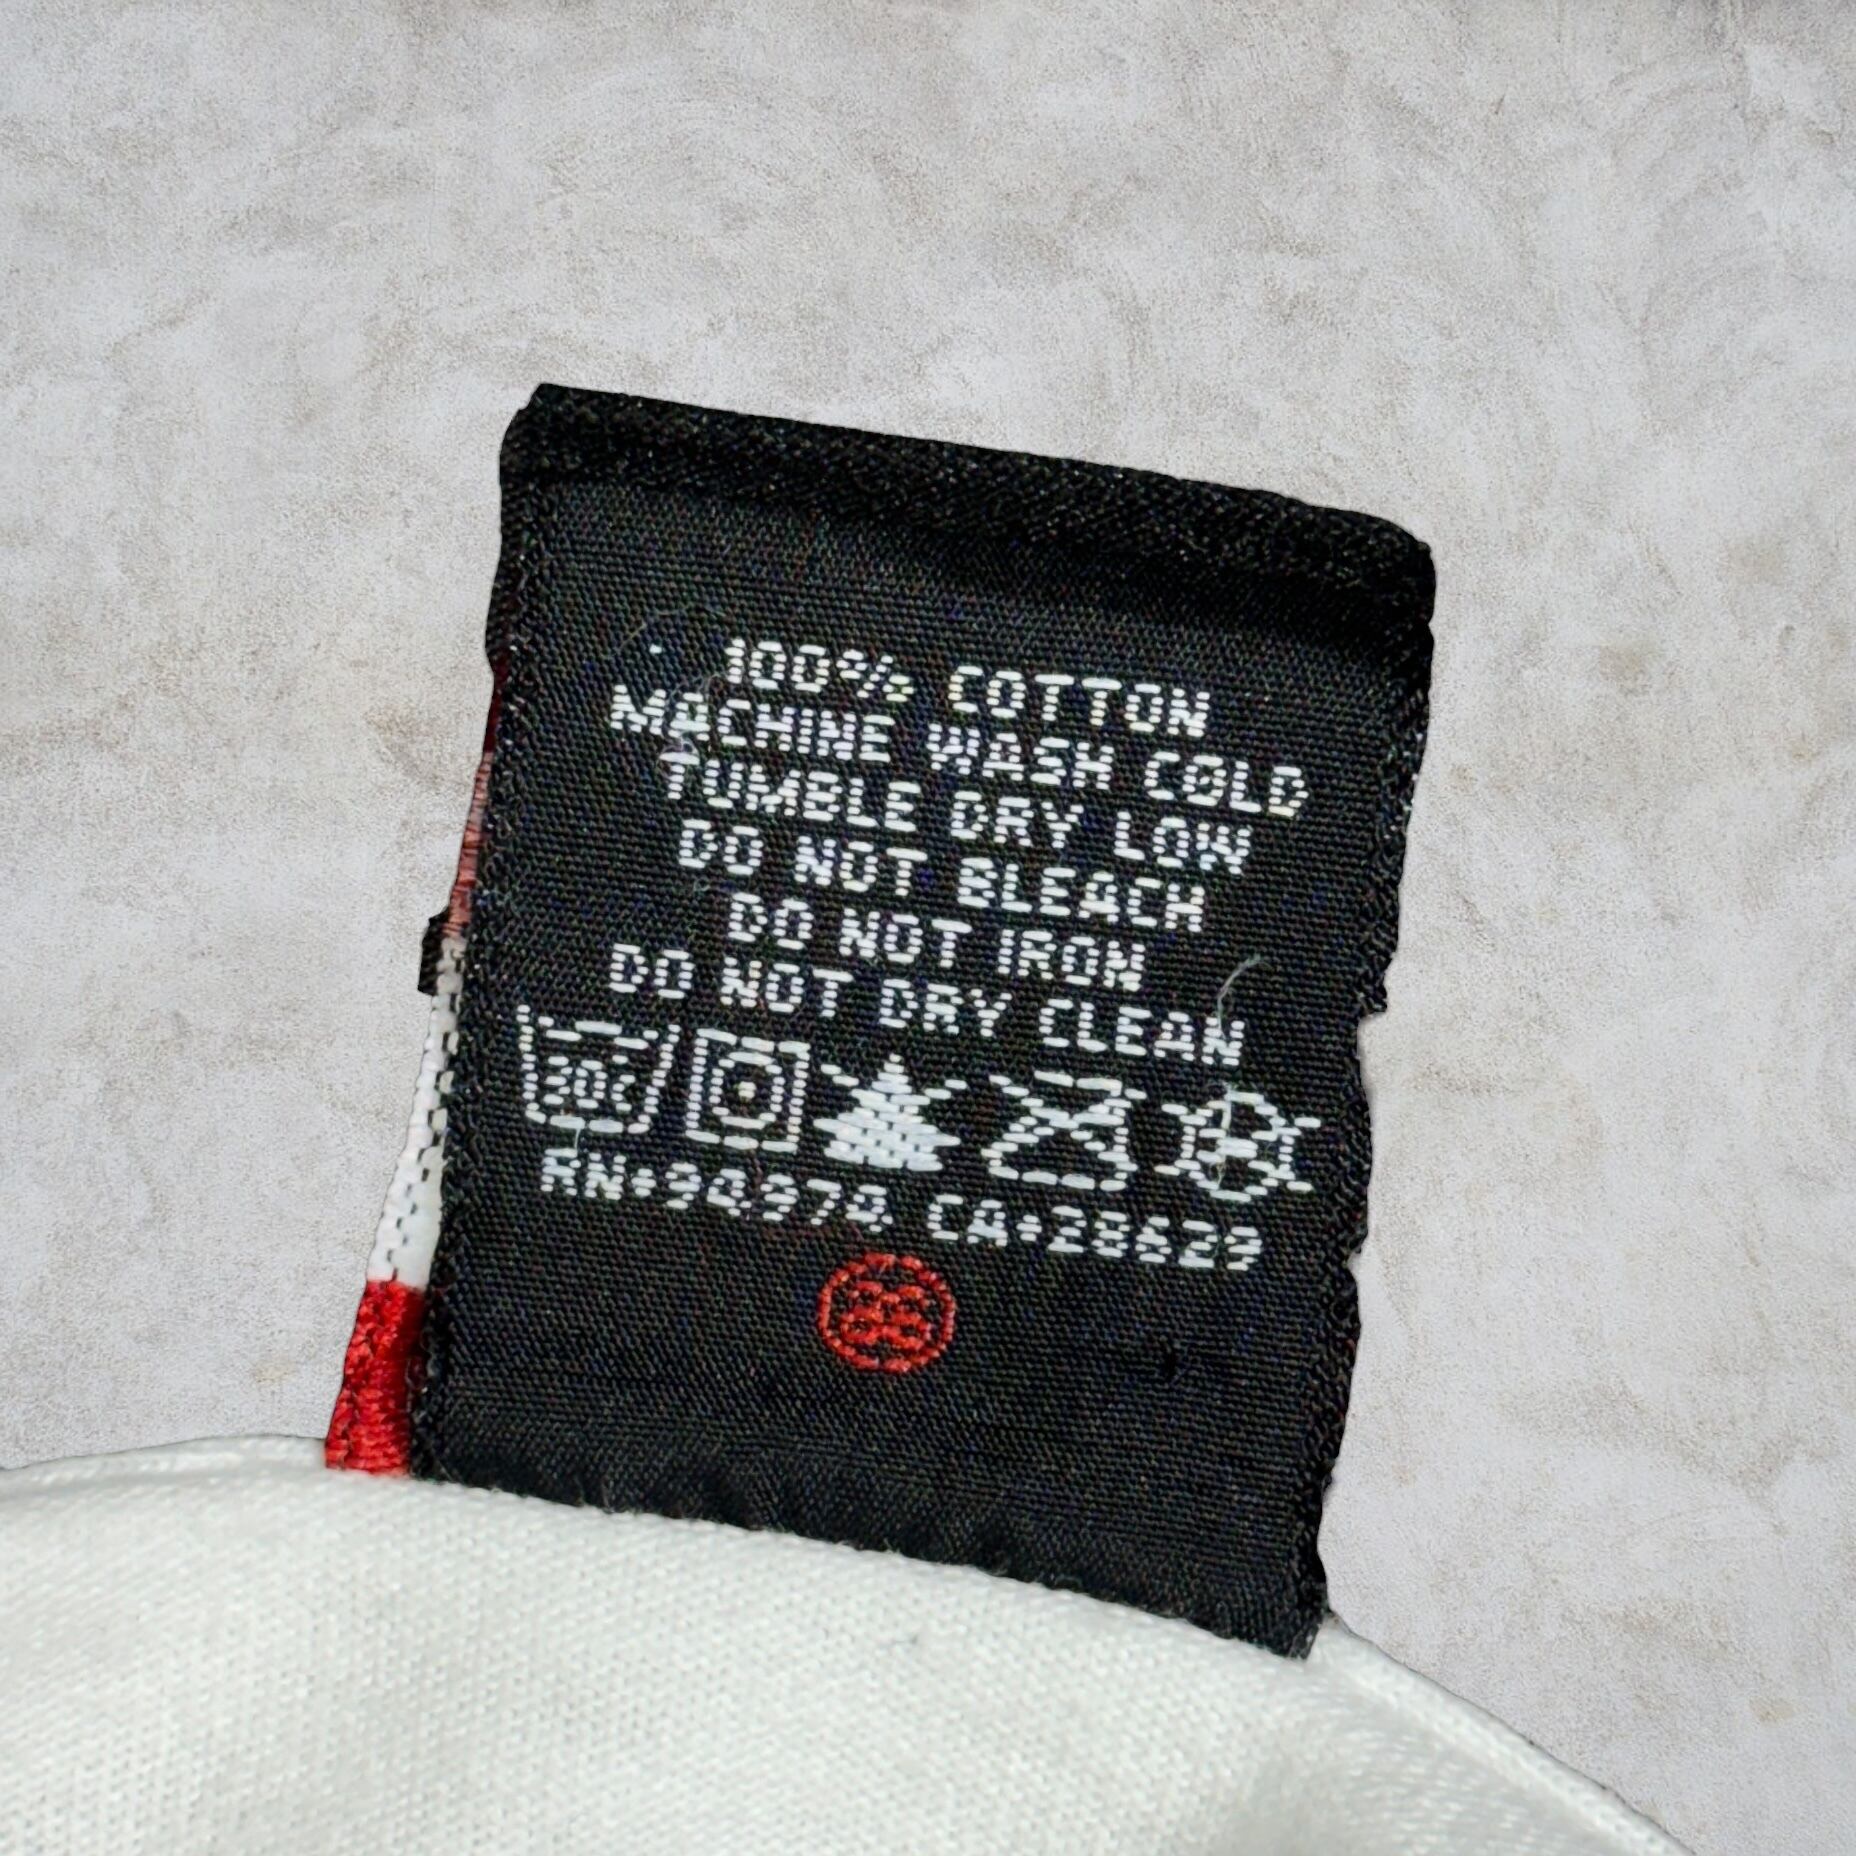 100% COTTON
MACHINE WASH COLD
TUMBLE DRY LOW
DO NOT BLEACH
DO NOT IRON
DO NOT DRY CLEAN
30C
RN•94974 CA•28629